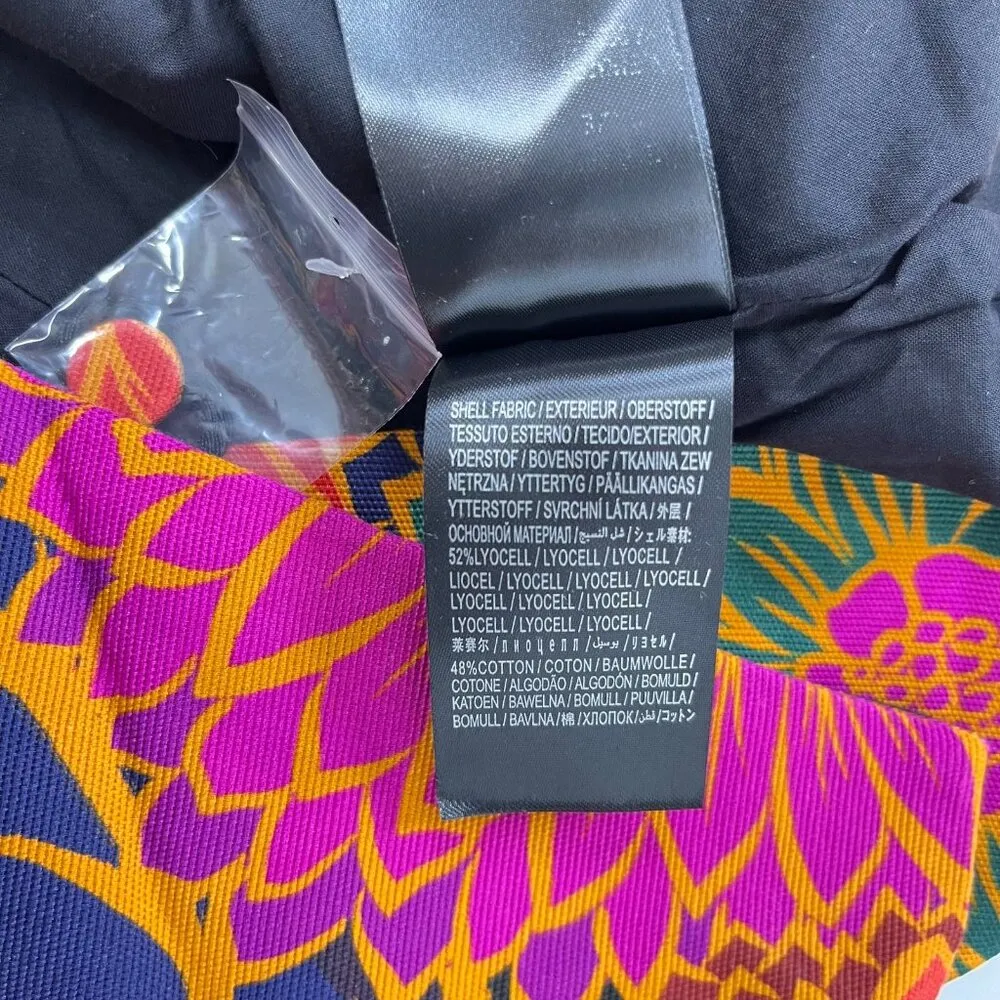 SHELL FABRIC / EXTERIEUR / OBERSTOFF /
TESSUTO ESTERNO / TECIDO/EXTERIOR /
YDERSTOF / BOVENSTOF / TKANINA ZEW
NĘTRZNA / YTTERTYG / PÄÄLLIKANGAS /
YTTERSTOFF / SVRCHNÍ LÁTKA / 外层 /
ОСНОВНОЙ МАТЕРИАЛ / / シェル素材:
52%LYOCELL / LYOCELL / LYOCELL /
LIOCEL / LYOCELL / LYOCELL / LYOCELL /
LYOCELL / LYOCELL / LYOCELL /
LYOCELL / LYOCELL / LYOCELL /
莱赛尔 / лиоцелл / ليوسيل / リヨセル /
48%COTTON / COTON / BAUMWOLLE /
COTONE / ALGODÃO / ALGODÓN / BOMULD /
KATOEN / BAWEŁNA / BOMULL / PUUVILLA /
BOMULL / BAVLNA / 棉 / ХЛОПОК / قطن / コットン